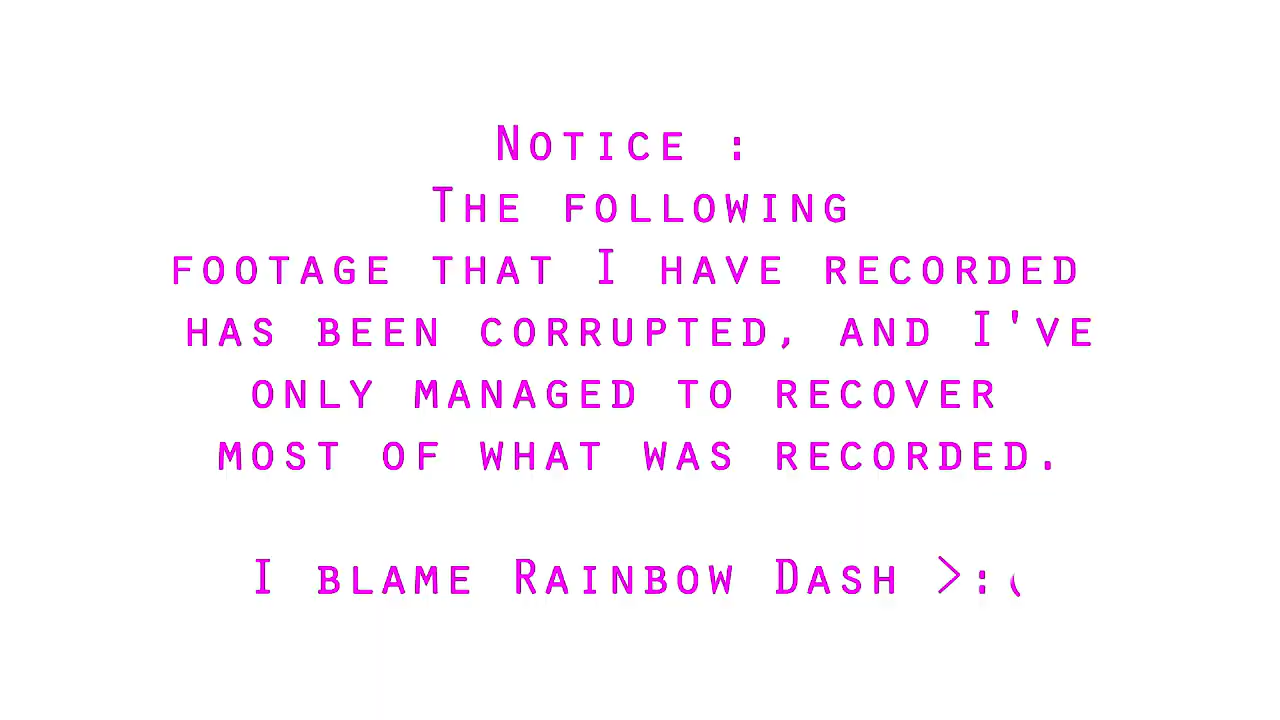 Notice :
The following
footage that I have recorded
has been corrupted, and I've
only managed to recover
most of what was recorded.
I blame Rainbow Dash >:(